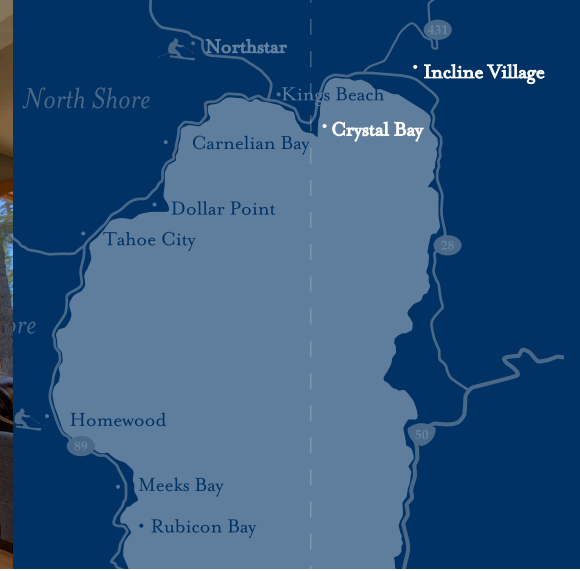 431
Northstar
Incline Village
North Shore
Kings Beach
Crystal Bay
Carnelian Bay
Dollar Point
Tahoe City
28
ore
Homewood
50
89
Meeks Bay
Rubicon Bay